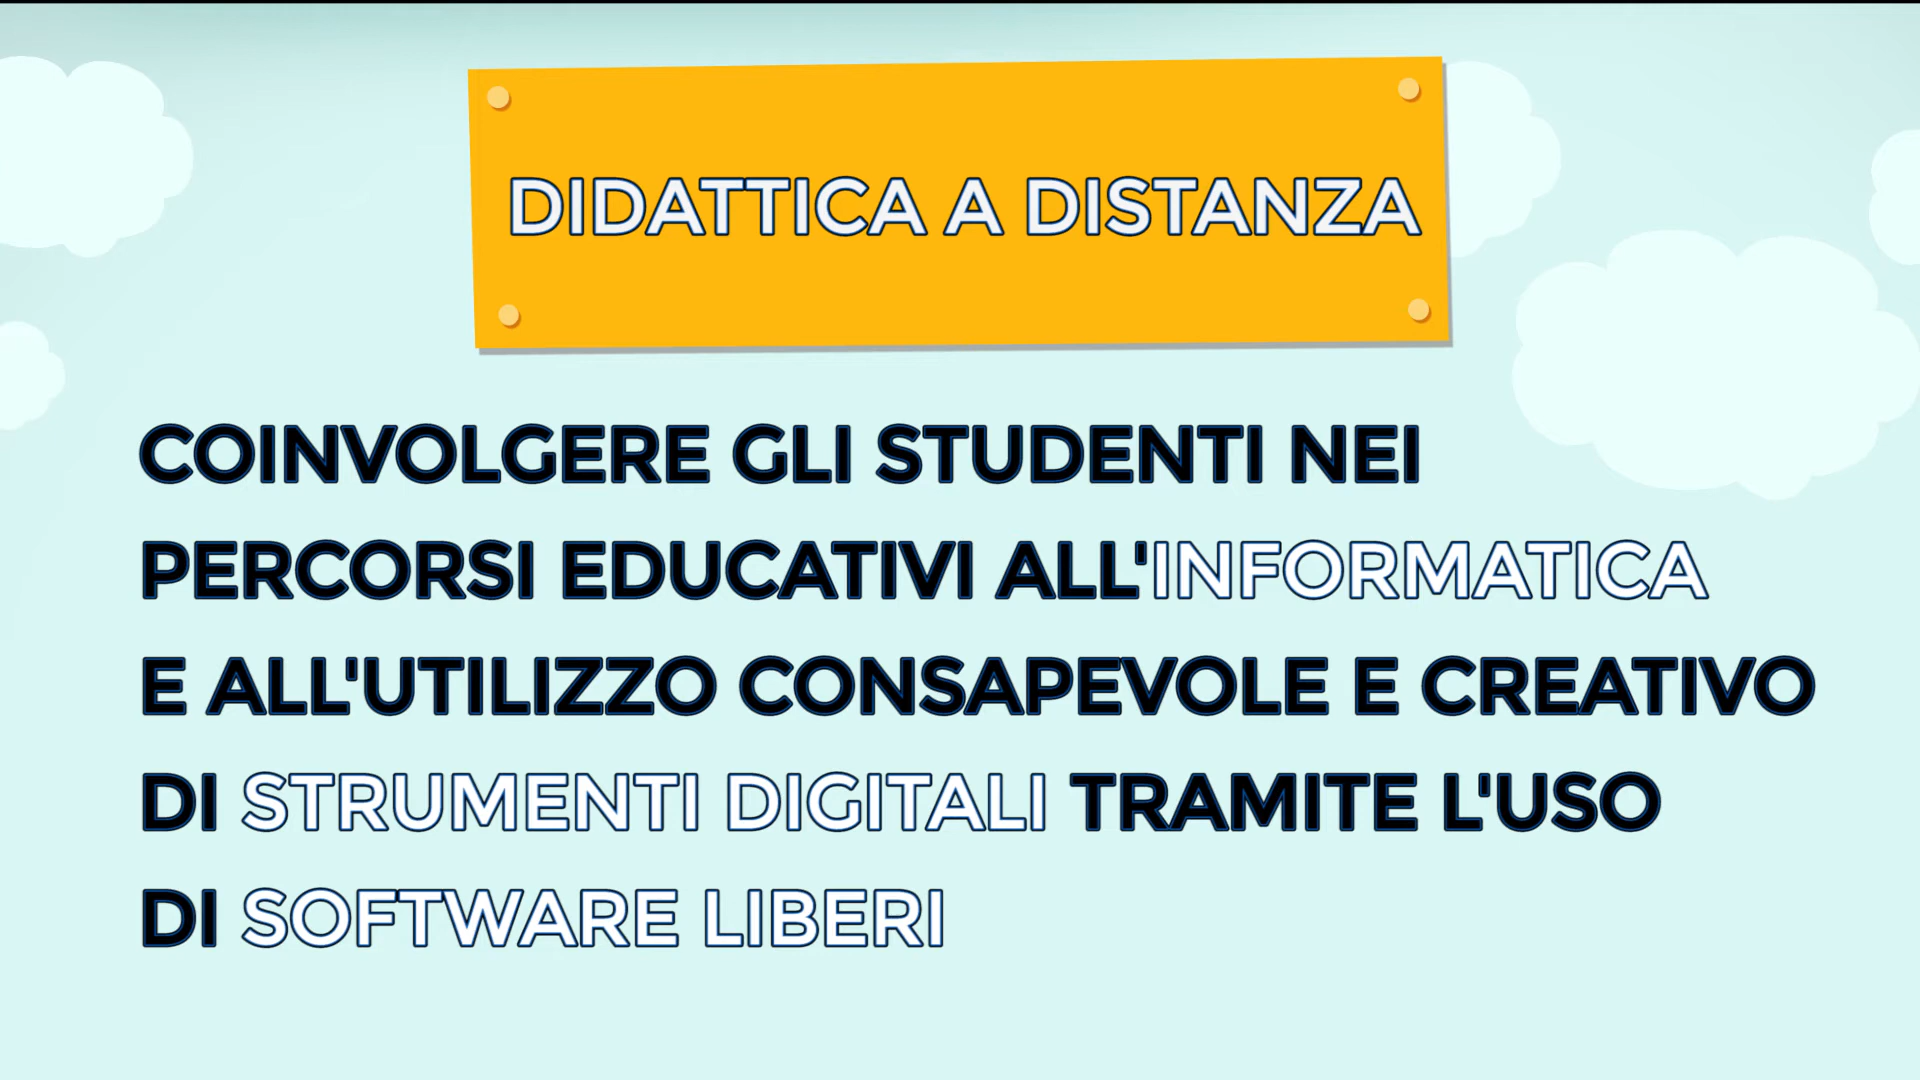 DIDATTICA A DISTANZA
COINVOLGERE GLI STUDENTI NEI
PERCORSI EDUCATIVI ALL'INFORMATICA
E ALL'UTILIZZO CONSAPEVOLE E CREATIVO
DI STRUMENTI DIGITALI TRAMITE L'USO
DI SOFTWARE LIBERI